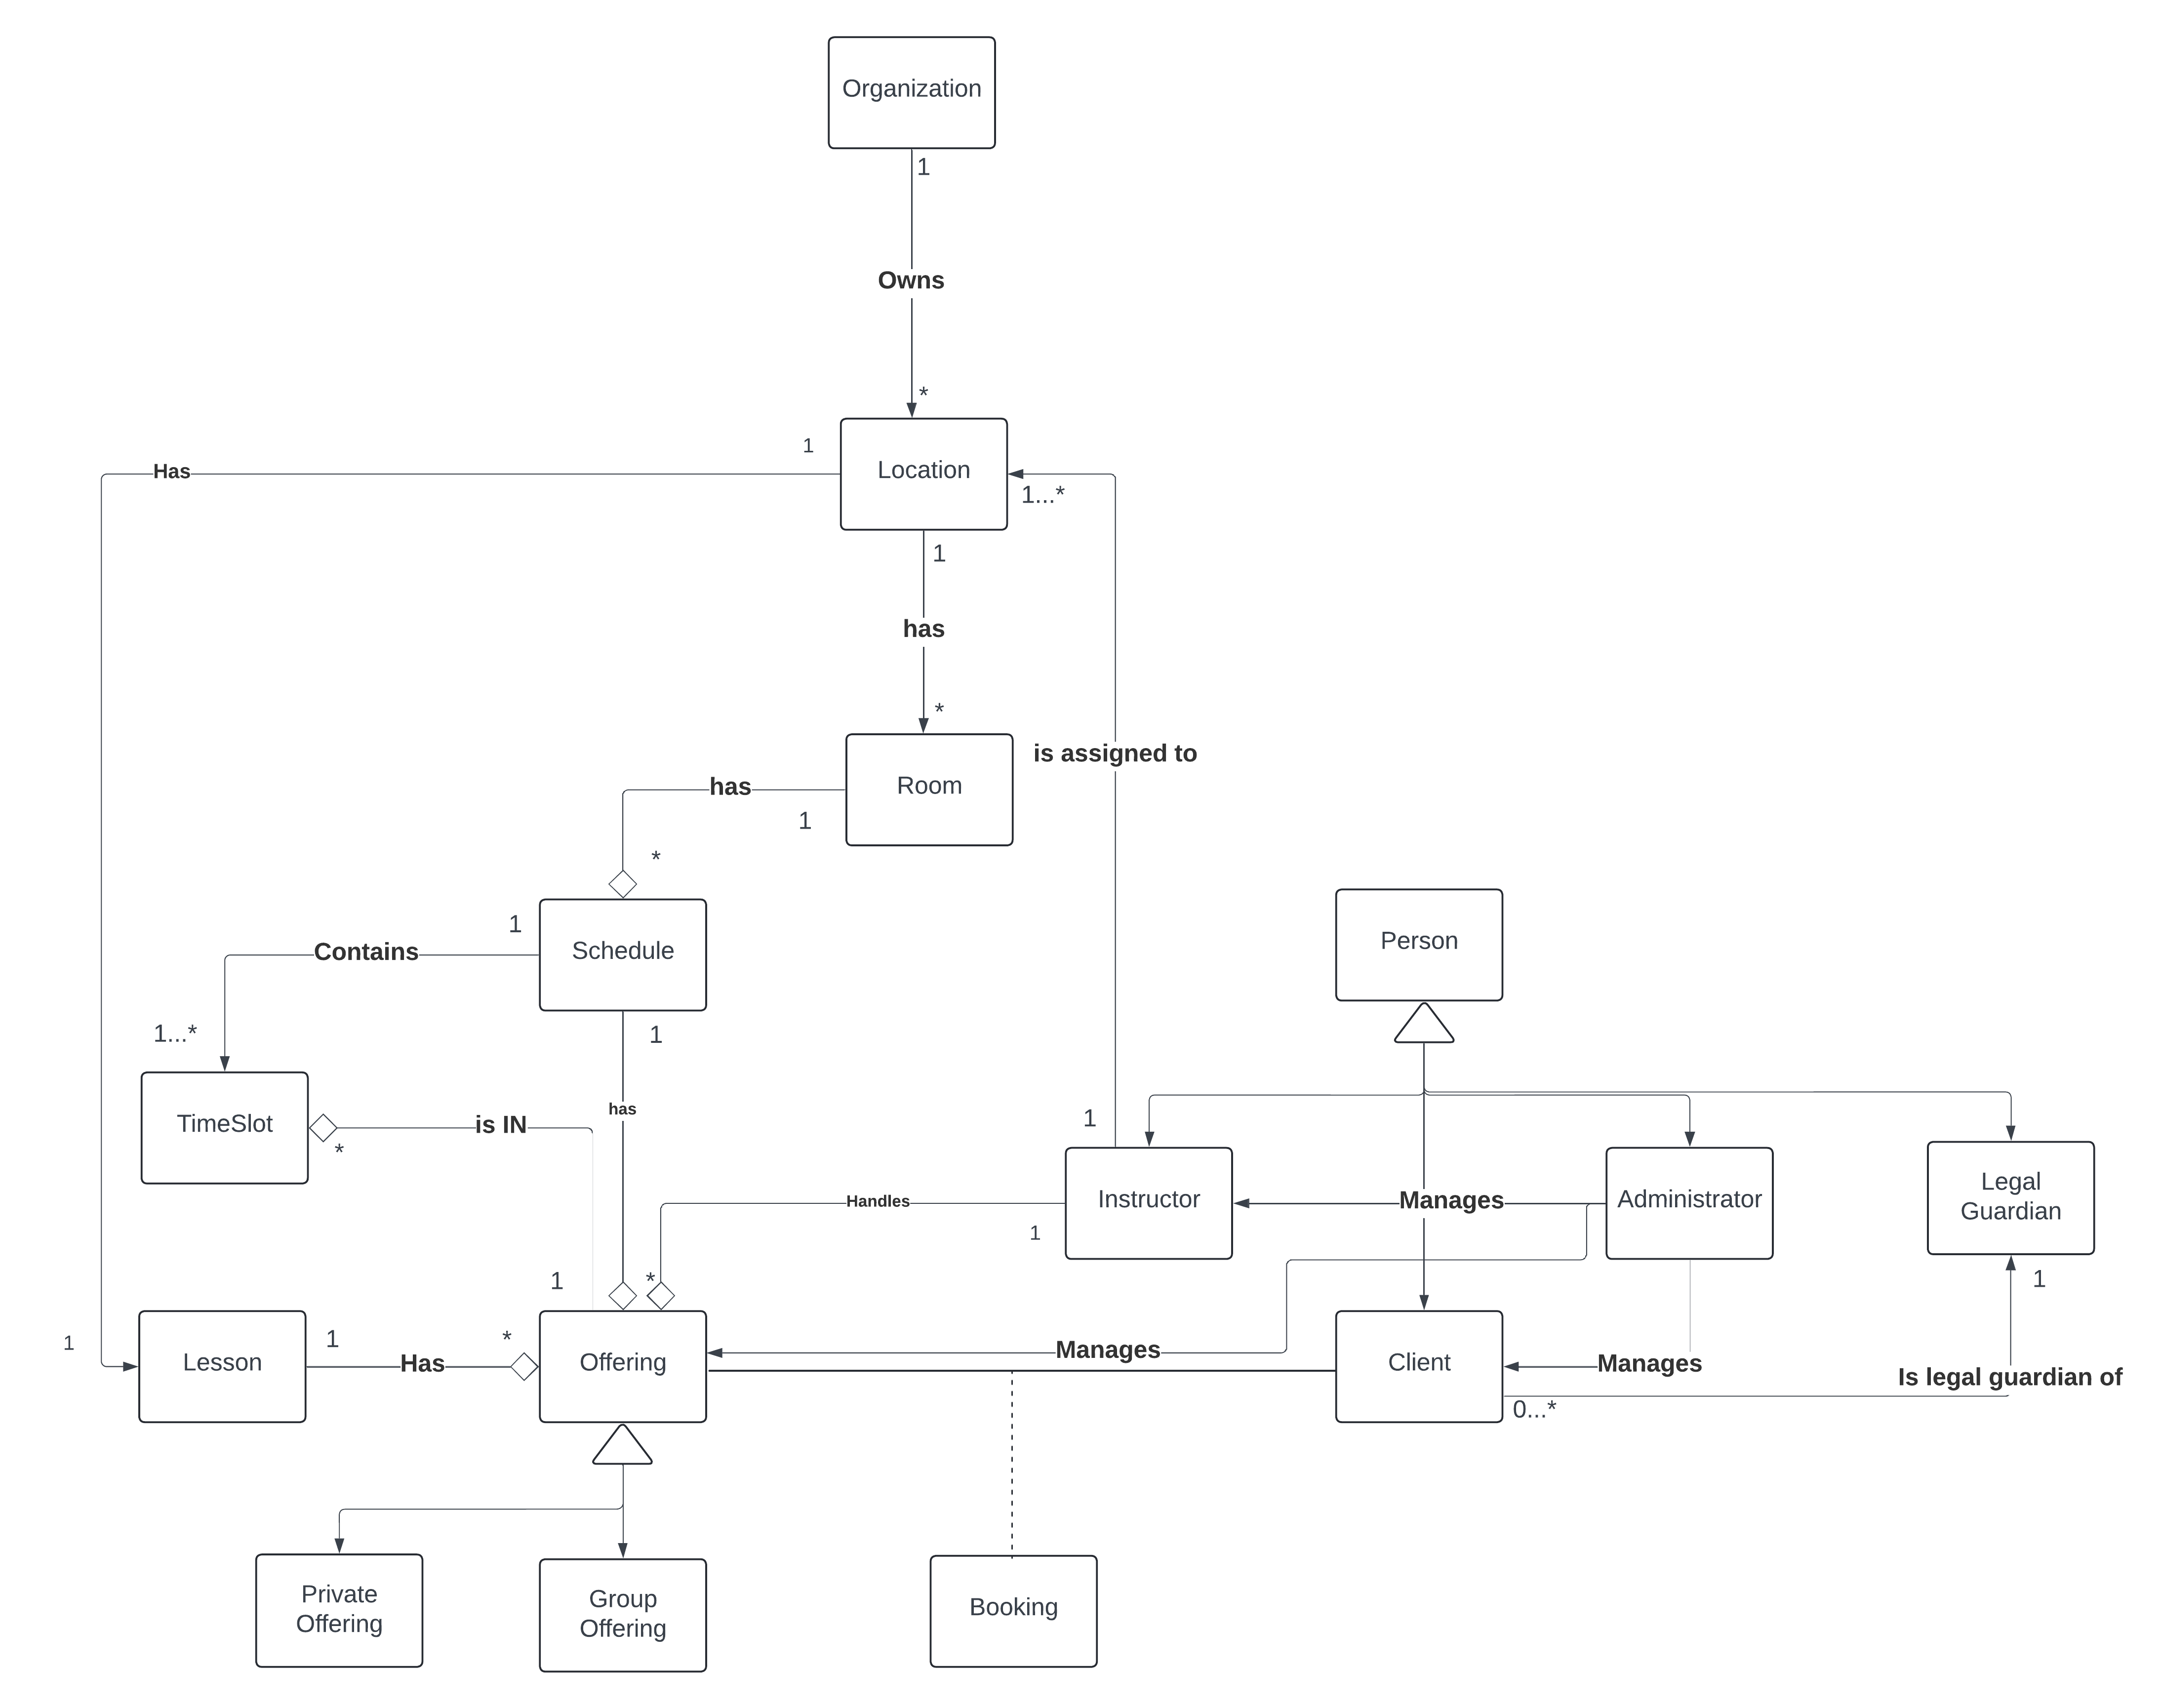 Organization
1
Owns
*
1
Has
Location
1...*
1
has
*
is assigned to
has
Room
1
*
1
Person
Contains
Schedule
1...*
1
has
1
TimeSlot
is IN
*
Legal
Guardian
Handles
Instructor
Manages
Administrator
1
1
*
1
1
1
*
Manages
Lesson
Has
Offering
Client
Manages
Is legal guardian of
0...*
Private
Offering
Group
Offering
Booking